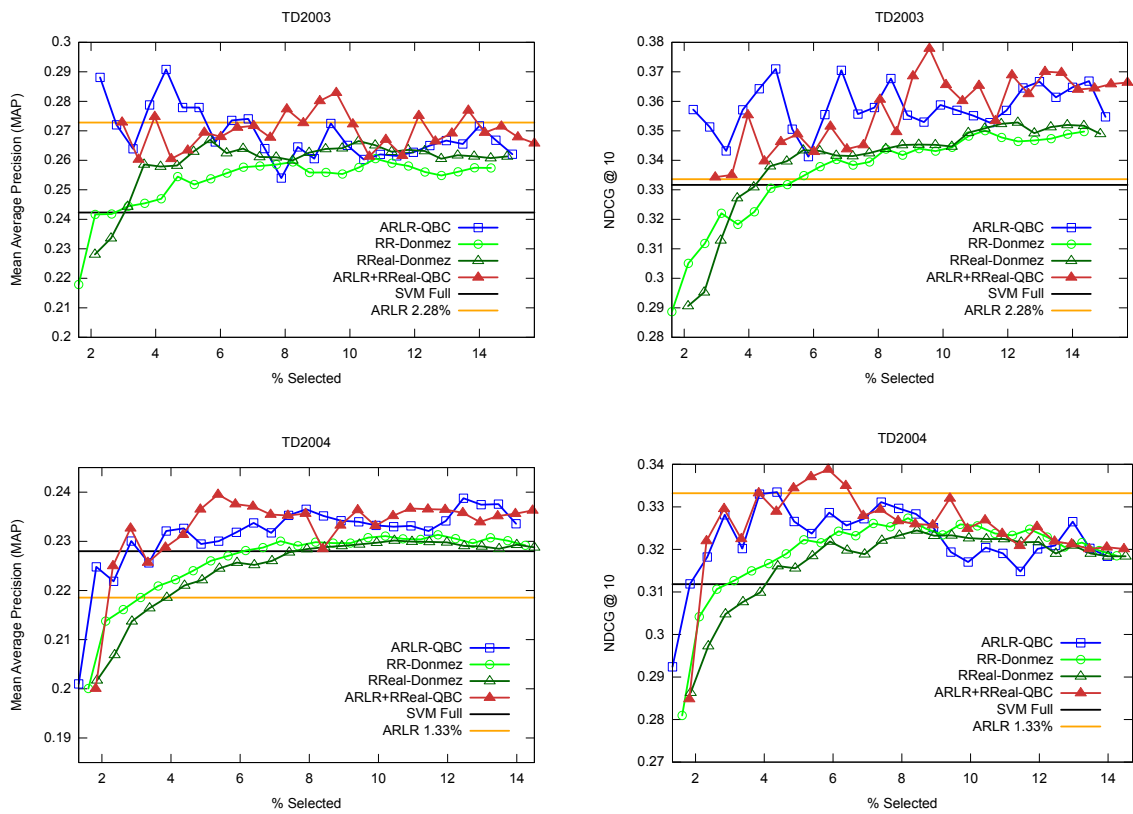 TD2003
Mean Average Precision (MAP)
0.3
0.29
0.28
0.27
0.26
0.25
0.24
0.23
0.22
0.21
0.2
2 4 6 8 10 12 14
% Selected
ARLR-QBC
RR-Donmez
RReal-Donmez
ARLR+RReal-QBC
SVM Full
ARLR 2.28%
TD2003
NDCG @ 10
0.38
0.37
0.36
0.35
0.34
0.33
0.32
0.31
0.3
0.29
0.28
2 4 6 8 10 12 14
% Selected
ARLR-QBC
RR-Donmez
RReal-Donmez
ARLR+RReal-QBC
SVM Full
ARLR 2.28%
TD2004
Mean Average Precision (MAP)
0.24
0.23
0.22
0.21
0.2
0.19
2 4 6 8 10 12 14
% Selected
ARLR-QBC
RR-Donmez
RReal-Donmez
ARLR+RReal-QBC
SVM Full
ARLR 1.33%
TD2004
NDCG @ 10
0.34
0.33
0.32
0.31
0.3
0.29
0.28
0.27
2 4 6 8 10 12 14
% Selected
ARLR-QBC
RR-Donmez
RReal-Donmez
ARLR+RReal-QBC
SVM Full
ARLR 1.33%